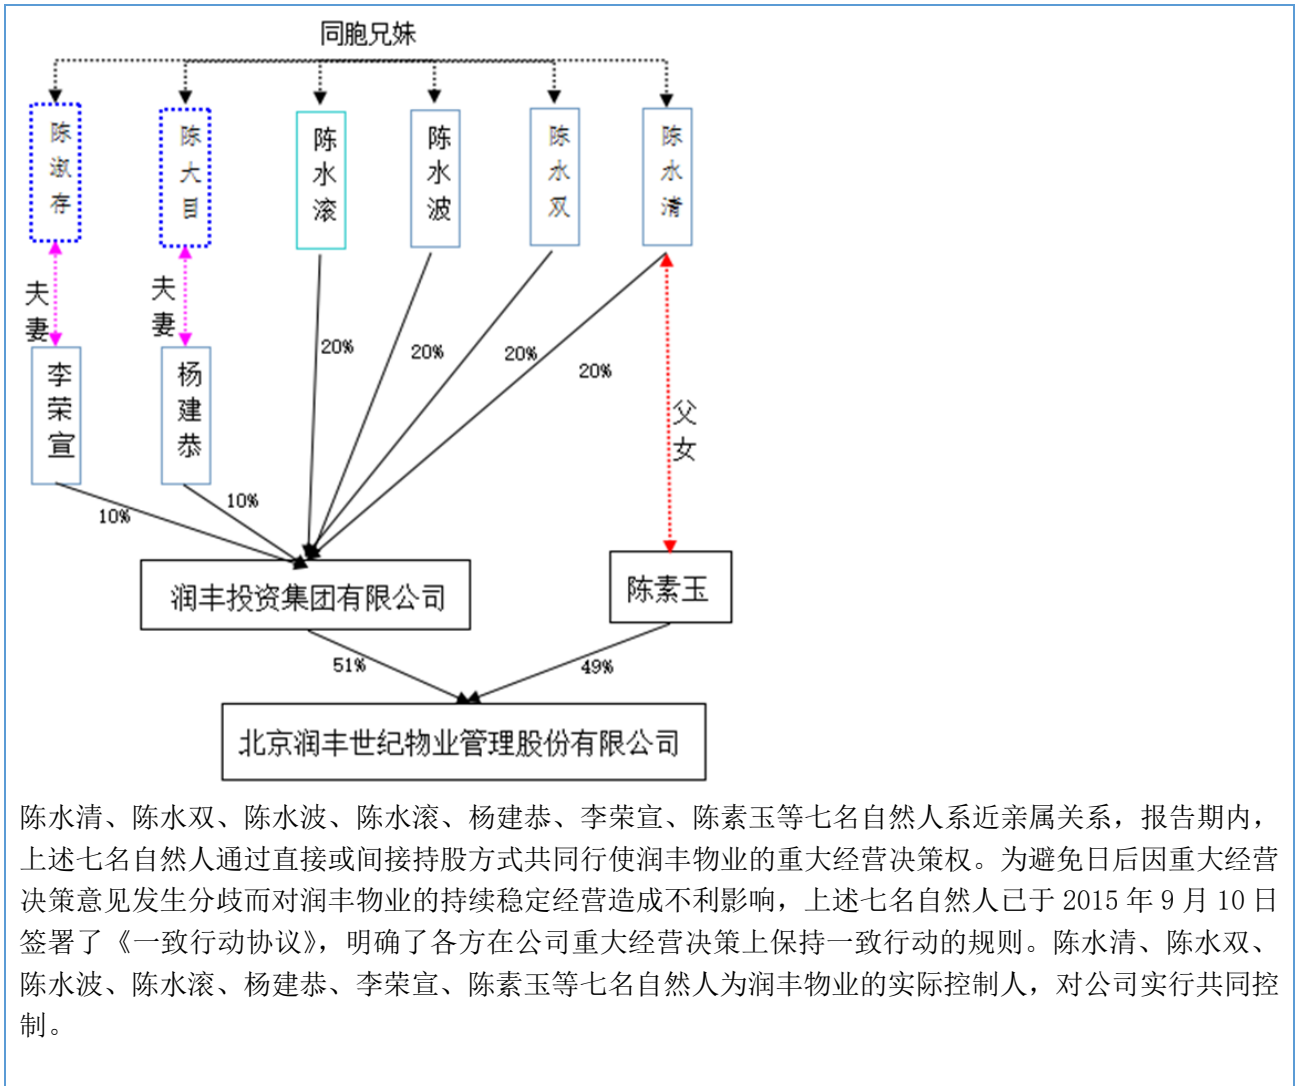 同胞兄妹
陈淑存
陈大目
陈水滚
陈水波
陈水双
陈水清
夫妻
夫妻
李荣宣
杨建恭
20%
20%
20%
20%
父女
10%
10%
润丰投资集团有限公司
陈素玉
51%
49%
北京润丰世纪物业管理股份有限公司
陈水清、陈水双、陈水波、陈水滚、杨建恭、李荣宣、陈素玉等七名自然人系近亲属关系，报告期内，
上述七名自然人通过直接或间接持股方式共同行使润丰物业的重大经营决策权。为避免日后因重大经营
决策意见发生分歧而对润丰物业的持续稳定经营造成不利影响，上述七名自然人已于 2015 年 9 月 10 日
签署了《一致行动协议》，明确了各方在公司重大经营决策上保持一致行动的规则。陈水清、陈水双、
陈水波、陈水滚、杨建恭、李荣宣、陈素玉等七名自然人为润丰物业的实际控制人，对公司实行共同控
制。